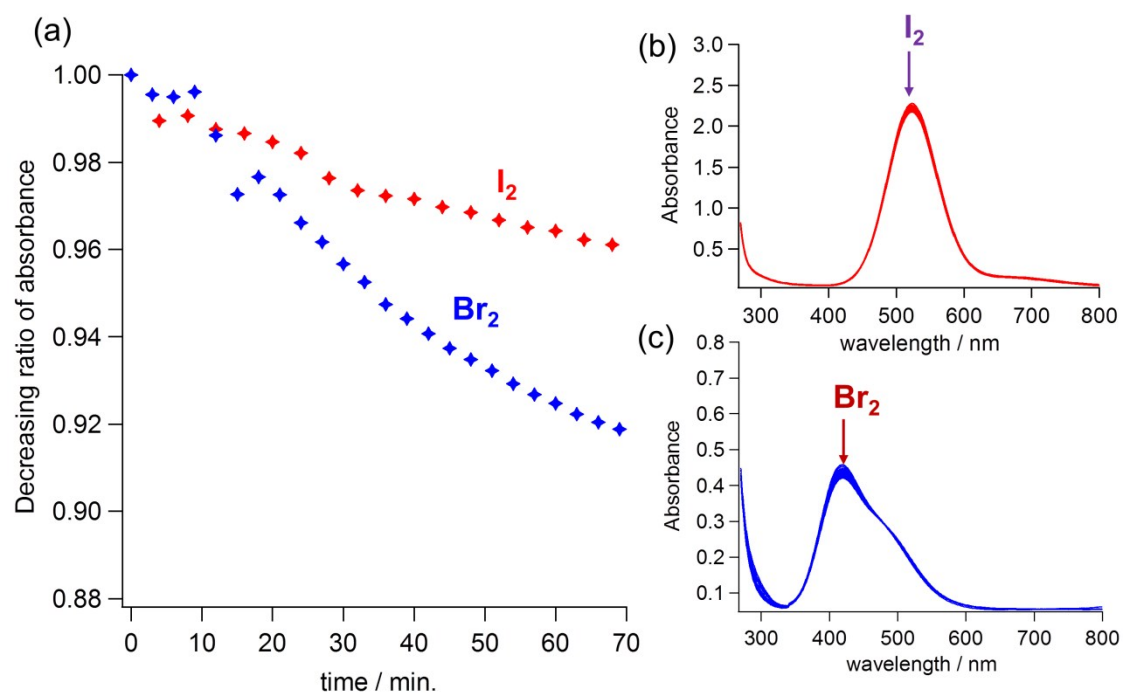 (a)
Decreasing ratio of absorbance
1.00
0.98
0.96
0.94
0.92
0.90
0.88
I₂
Br₂
0 10 20 30 40 50 60 70
time / min.
(b)
I₂
Absorbance
3.0
2.5
2.0
1.5
1.0
0.5
300 400 500 600 700 800
wavelength / nm
(c)
Br₂
Absorbance
0.8
0.7
0.6
0.5
0.4
0.3
0.2
0.1
300 400 500 600 700 800
wavelength / nm